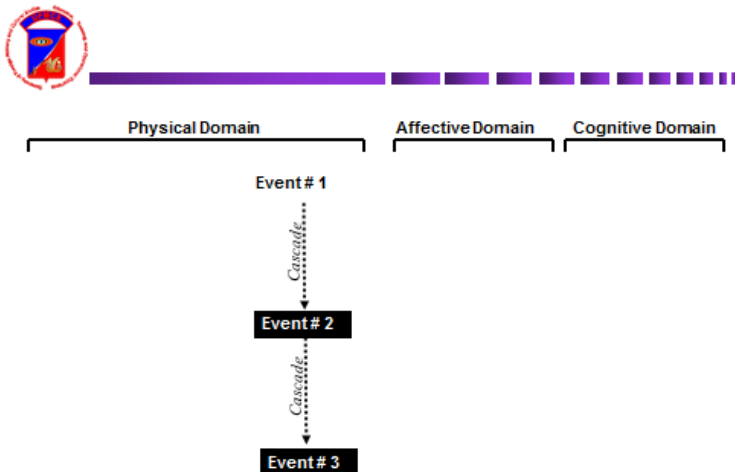 Physical Domain
Affective Domain
Cognitive Domain
Event # 1
Cascade
Event # 2
Cascade
Event # 3